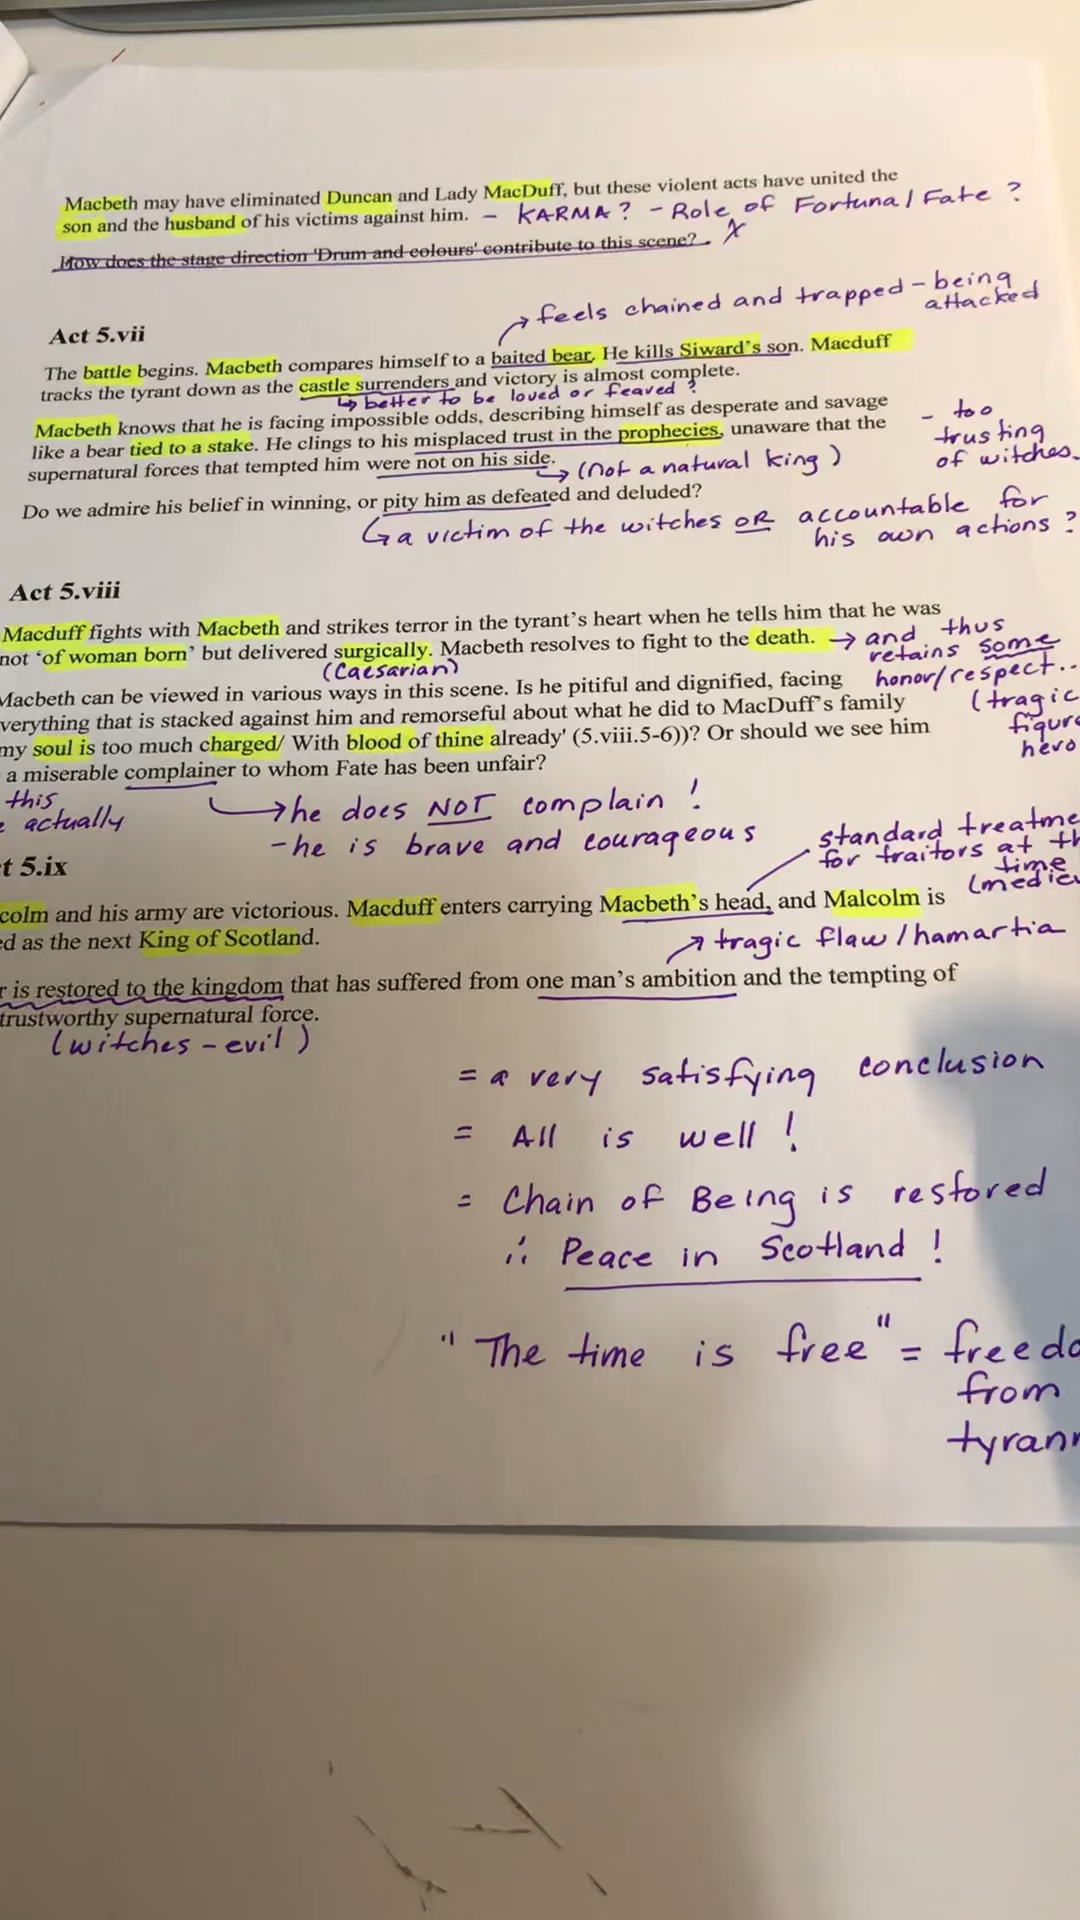 Macbeth may have eliminated Duncan and Lady MacDuff, but these violent acts have united the
son and the husband of his victims against him. - KARMA? - Role of Fortuna/Fate?
How does the stage direction 'Drum and colours' contribute to this scene? X
→ feels chained and trapped - being
attacked
Act 5.vii
The battle begins. Macbeth compares himself to a baited bear. He kills Siward's son. Macduff
tracks the tyrant down as the castle surrenders and victory is almost complete.
↳ better to be loved or feared?
Macbeth knows that he is facing impossible odds, describing himself as desperate and savage
like a bear tied to a stake. He clings to his misplaced trust in the prophecies, unaware that the
supernatural forces that tempted him were not on his side.
→ (not a natural king)
- too
trusting
of witches.
Do we admire his belief in winning, or pity him as defeated and deluded?
↳ a victim of the witches OR accountable for
his own actions?
Act 5.viii
Macduff fights with Macbeth and strikes terror in the tyrant's heart when he tells him that he was
not 'of woman born' but delivered surgically. Macbeth resolves to fight to the death.
(Caesarian)
→ and thus
retains some
honor/respect..
(tragic
figure
hero
Macbeth can be viewed in various ways in this scene. Is he pitiful and dignified, facing
verything that is stacked against him and remorseful about what he did to MacDuff's family
my soul is too much charged/ With blood of thine already' (5.viii.5-6))? Or should we see him
a miserable complainer to whom Fate has been unfair?
this
actually
→ he does NOT complain!
- he is brave and courageous
standard treatme
for traitors at th
time
(mediev
t 5.ix
colm and his army are victorious. Macduff enters carrying Macbeth's head, and Malcolm is
ed as the next King of Scotland.
→ tragic flaw/hamartia
r is restored to the kingdom that has suffered from one man's ambition and the tempting of
trustworthy supernatural force.
(witches - evil)
= a very satisfying conclusion
= All is well!
= Chain of Being is restored
∴ Peace in Scotland!
"The time is free" = freedo
from
tyrann